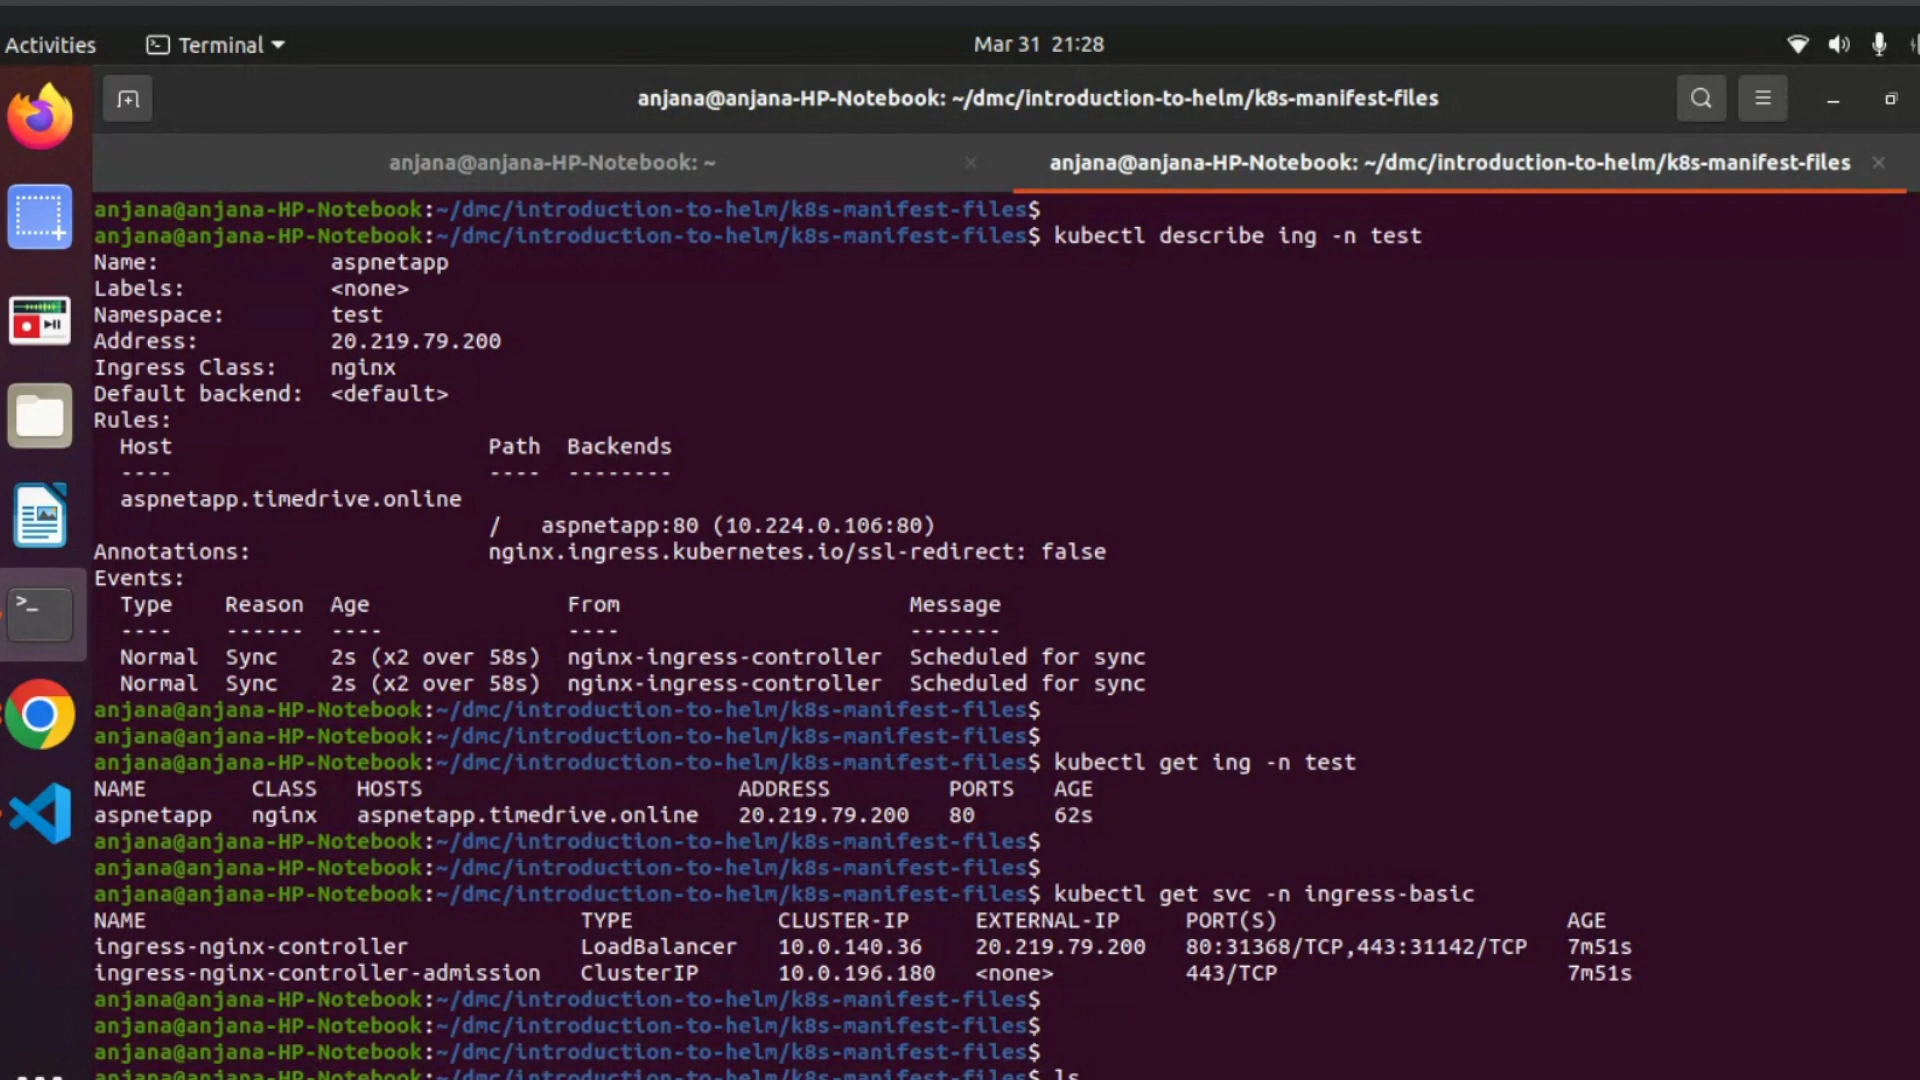 Activities Terminal Mar 31 21:28
anjana@anjana-HP-Notebook: ~/dmc/introduction-to-helm/k8s-manifest-files
anjana@anjana-HP-Notebook: ~ anjana@anjana-HP-Notebook: ~/dmc/introduction-to-helm/k8s-manifest-files
anjana@anjana-HP-Notebook:~/dmc/introduction-to-helm/k8s-manifest-files$
anjana@anjana-HP-Notebook:~/dmc/introduction-to-helm/k8s-manifest-files$ kubectl describe ing -n test
Name: aspnetapp
Labels: <none>
Namespace: test
Address: 20.219.79.200
Ingress Class: nginx
Default backend: <default>
Rules:
Host Path Backends
---- ---- --------
aspnetapp.timedrive.online
/ aspnetapp:80 (10.224.0.106:80)
Annotations: nginx.ingress.kubernetes.io/ssl-redirect: false
Events:
Type Reason Age From Message
---- ------ ---- ---- -------
Normal Sync 2s (x2 over 58s) nginx-ingress-controller Scheduled for sync
Normal Sync 2s (x2 over 58s) nginx-ingress-controller Scheduled for sync
anjana@anjana-HP-Notebook:~/dmc/introduction-to-helm/k8s-manifest-files$
anjana@anjana-HP-Notebook:~/dmc/introduction-to-helm/k8s-manifest-files$
anjana@anjana-HP-Notebook:~/dmc/introduction-to-helm/k8s-manifest-files$ kubectl get ing -n test
NAME CLASS HOSTS ADDRESS PORTS AGE
aspnetapp nginx aspnetapp.timedrive.online 20.219.79.200 80 62s
anjana@anjana-HP-Notebook:~/dmc/introduction-to-helm/k8s-manifest-files$
anjana@anjana-HP-Notebook:~/dmc/introduction-to-helm/k8s-manifest-files$
anjana@anjana-HP-Notebook:~/dmc/introduction-to-helm/k8s-manifest-files$ kubectl get svc -n ingress-basic
NAME TYPE CLUSTER-IP EXTERNAL-IP PORT(S) AGE
ingress-nginx-controller LoadBalancer 10.0.140.36 20.219.79.200 80:31368/TCP,443:31142/TCP 7m51s
ingress-nginx-controller-admission ClusterIP 10.0.196.180 <none> 443/TCP 7m51s
anjana@anjana-HP-Notebook:~/dmc/introduction-to-helm/k8s-manifest-files$
anjana@anjana-HP-Notebook:~/dmc/introduction-to-helm/k8s-manifest-files$
anjana@anjana-HP-Notebook:~/dmc/introduction-to-helm/k8s-manifest-files$
anjana@anjana-HP-Notebook:~/dmc/introduction-to-helm/k8s-manifest-files$ ls